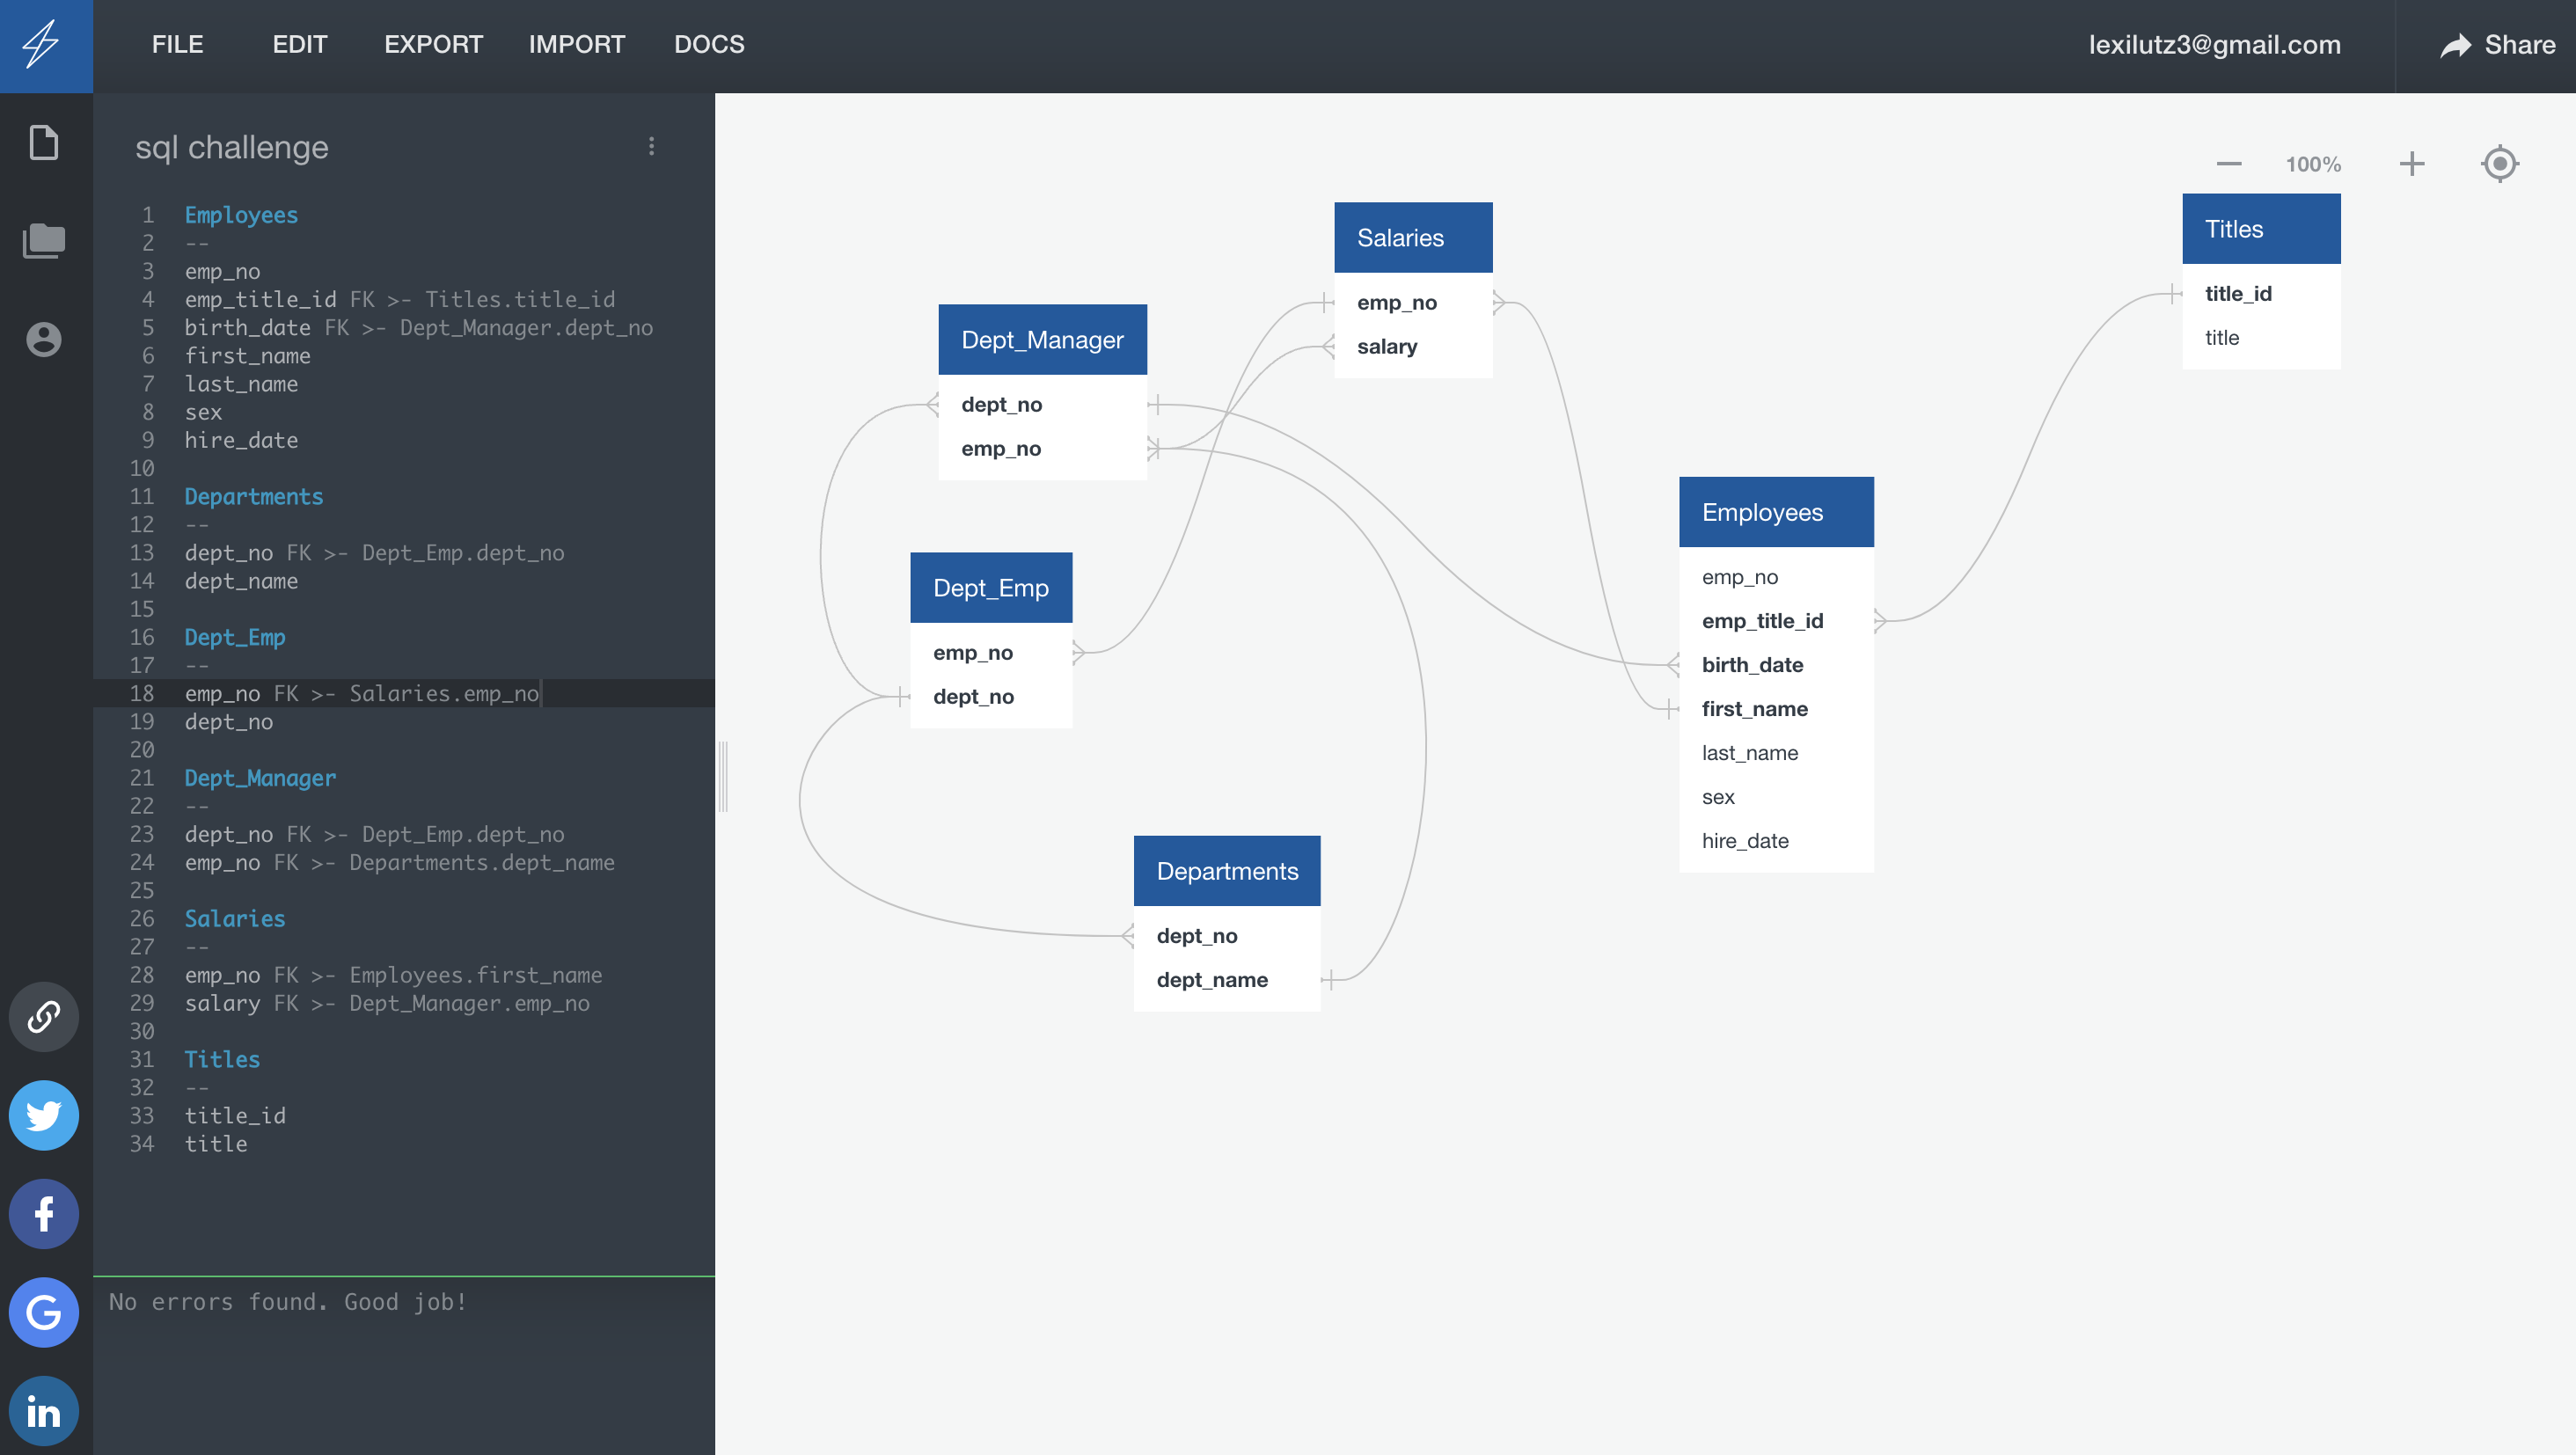 FILE EDIT EXPORT IMPORT DOCS lexilutz3@gmail.com Share
sql challenge
1 Employees
2 --
3 emp_no
4 emp_title_id FK >- Titles.title_id
5 birth_date FK >- Dept_Manager.dept_no
6 first_name
7 last_name
8 sex
9 hire_date
10
11 Departments
12 --
13 dept_no FK >- Dept_Emp.dept_no
14 dept_name
15
16 Dept_Emp
17 --
18 emp_no FK >- Salaries.emp_no
19 dept_no
20
21 Dept_Manager
22 --
23 dept_no FK >- Dept_Emp.dept_no
24 emp_no FK >- Departments.dept_name
25
26 Salaries
27 --
28 emp_no FK >- Employees.first_name
29 salary FK >- Dept_Manager.emp_no
30
31 Titles
32 --
33 title_id
34 title
No errors found. Good job!
100%
Dept_Manager
dept_no
emp_no
Salaries
emp_no
salary
Titles
title_id
title
Dept_Emp
emp_no
dept_no
Employees
emp_no
emp_title_id
birth_date
first_name
last_name
sex
hire_date
Departments
dept_no
dept_name